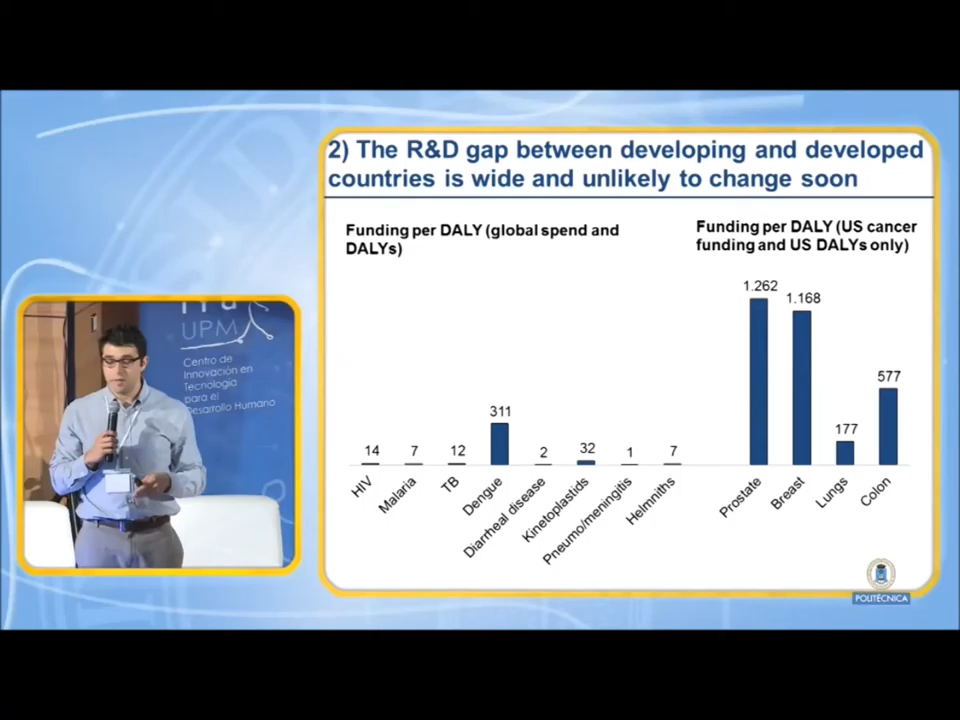 2) The R&D gap between developing and developed
countries is wide and unlikely to change soon
Funding per DALY (global spend and
DALYs)
Funding per DALY (US cancer
funding and US DALYs only)
14
7
12
311
2
32
1
7
1.262
1.168
177
577
HIV
Malaria
TB
Dengue
Diarrheal disease
Kinetoplastids
Pneumo/meningitis
Helmniths
Prostate
Breast
Lungs
Colon
UPM
Centro de
Innovación en
Tecnología
para el
Desarrollo Humano
POLITÉCNICA